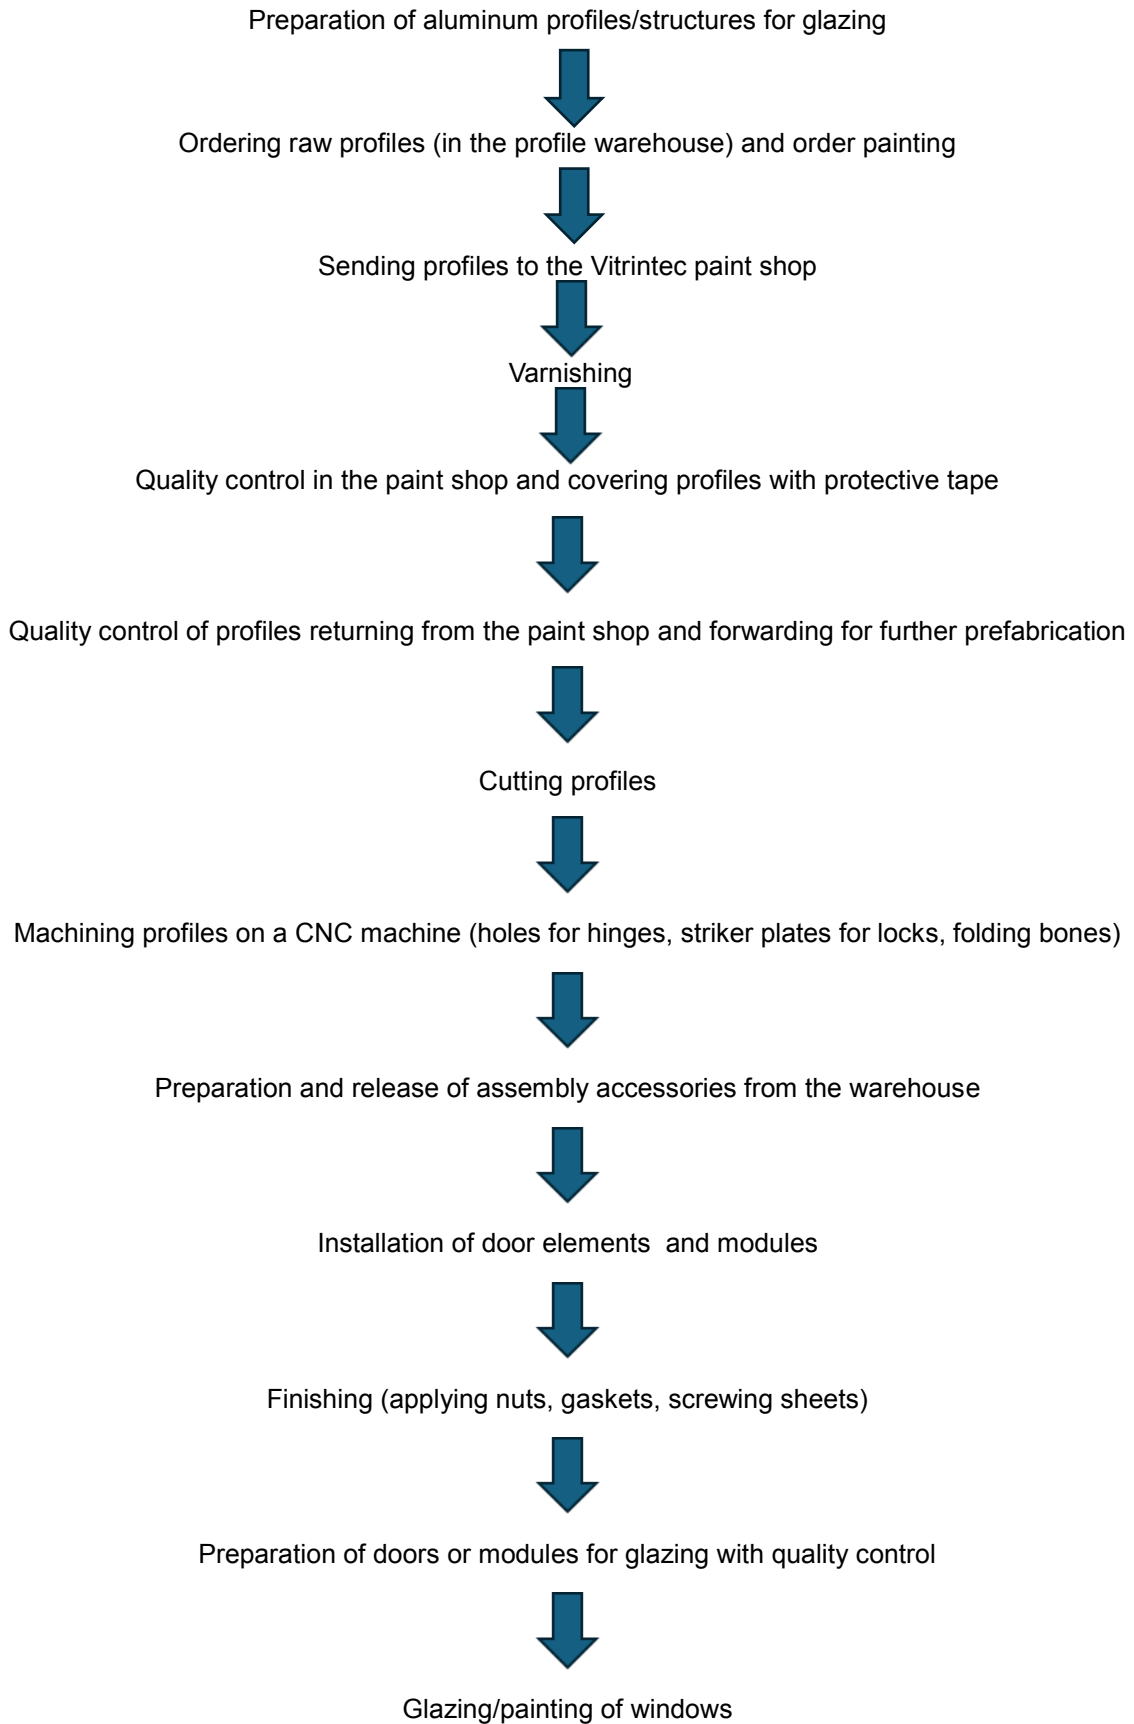 Preparation of aluminum profiles/structures for glazing
Ordering raw profiles (in the profile warehouse) and order painting
Sending profiles to the Vitrintec paint shop
Varnishing
Quality control in the paint shop and covering profiles with protective tape
Quality control of profiles returning from the paint shop and forwarding for further prefabrication
Cutting profiles
Machining profiles on a CNC machine (holes for hinges, striker plates for locks, folding bones)
Preparation and release of assembly accessories from the warehouse
Installation of door elements  and modules
Finishing (applying nuts, gaskets, screwing sheets)
Preparation of doors or modules for glazing with quality control
Glazing/painting of windows